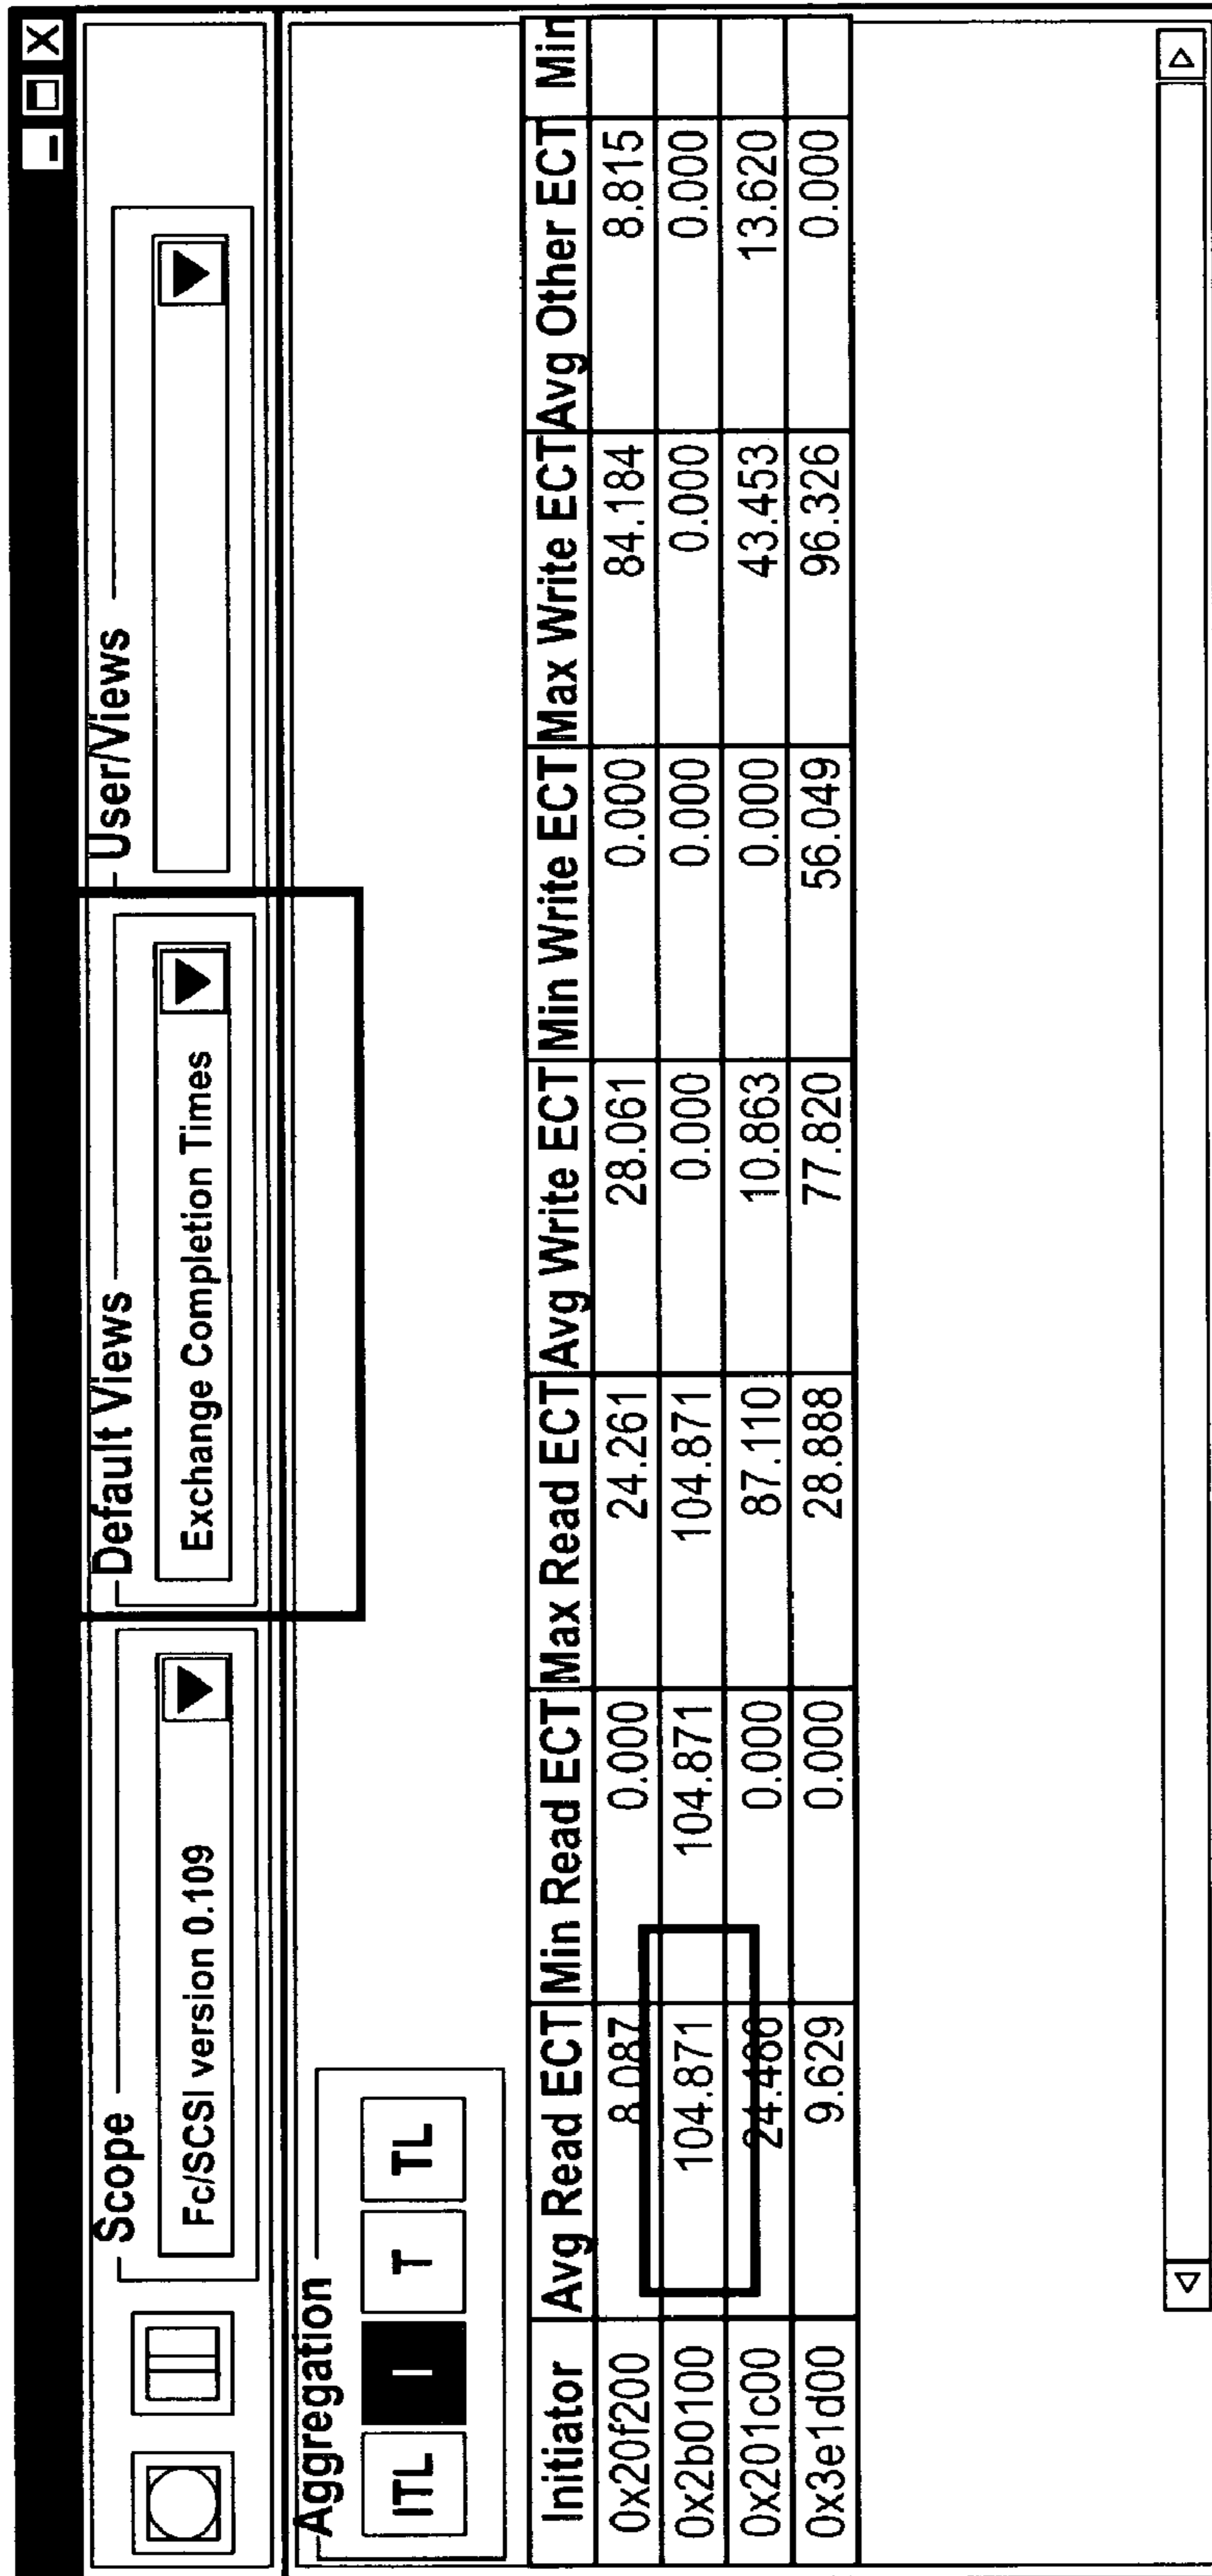 _ X
Scope Default Views User/Views
Fc/SCSI version 0.109 Exchange Completion Times
Aggregation
ITL I T TL
Initiator Avg Read ECT Min Read ECT Max Read ECT Avg Write ECT Min Write ECT Max Write ECT Avg Other ECT Min
0x20f200 8.087 0.000 24.261 28.061 0.000 84.184 8.815
0x2b0100 104.871 104.871 104.871 0.000 0.000 0.000 0.000
0x201c00 0.000 87.110 10.863 0.000 43.453 13.620
0x3e1d00 9.629 0.000 28.888 77.820 56.049 96.326 0.000